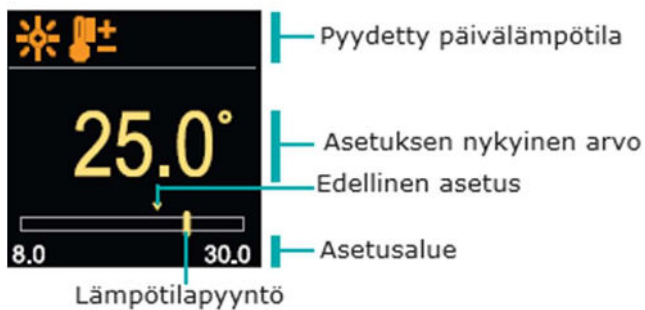 Pyydetty päivälämpötila
25.0°
Asetuksen nykyinen arvo
Edellinen asetus
8.0 30.0
Asetusalue
Lämpötilapyyntö